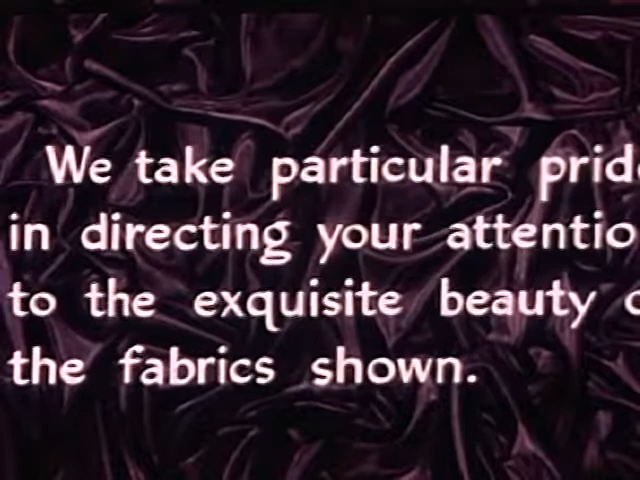 We take particular prid
in directing your attentio
to the exquisite beauty
the fabrics shown.